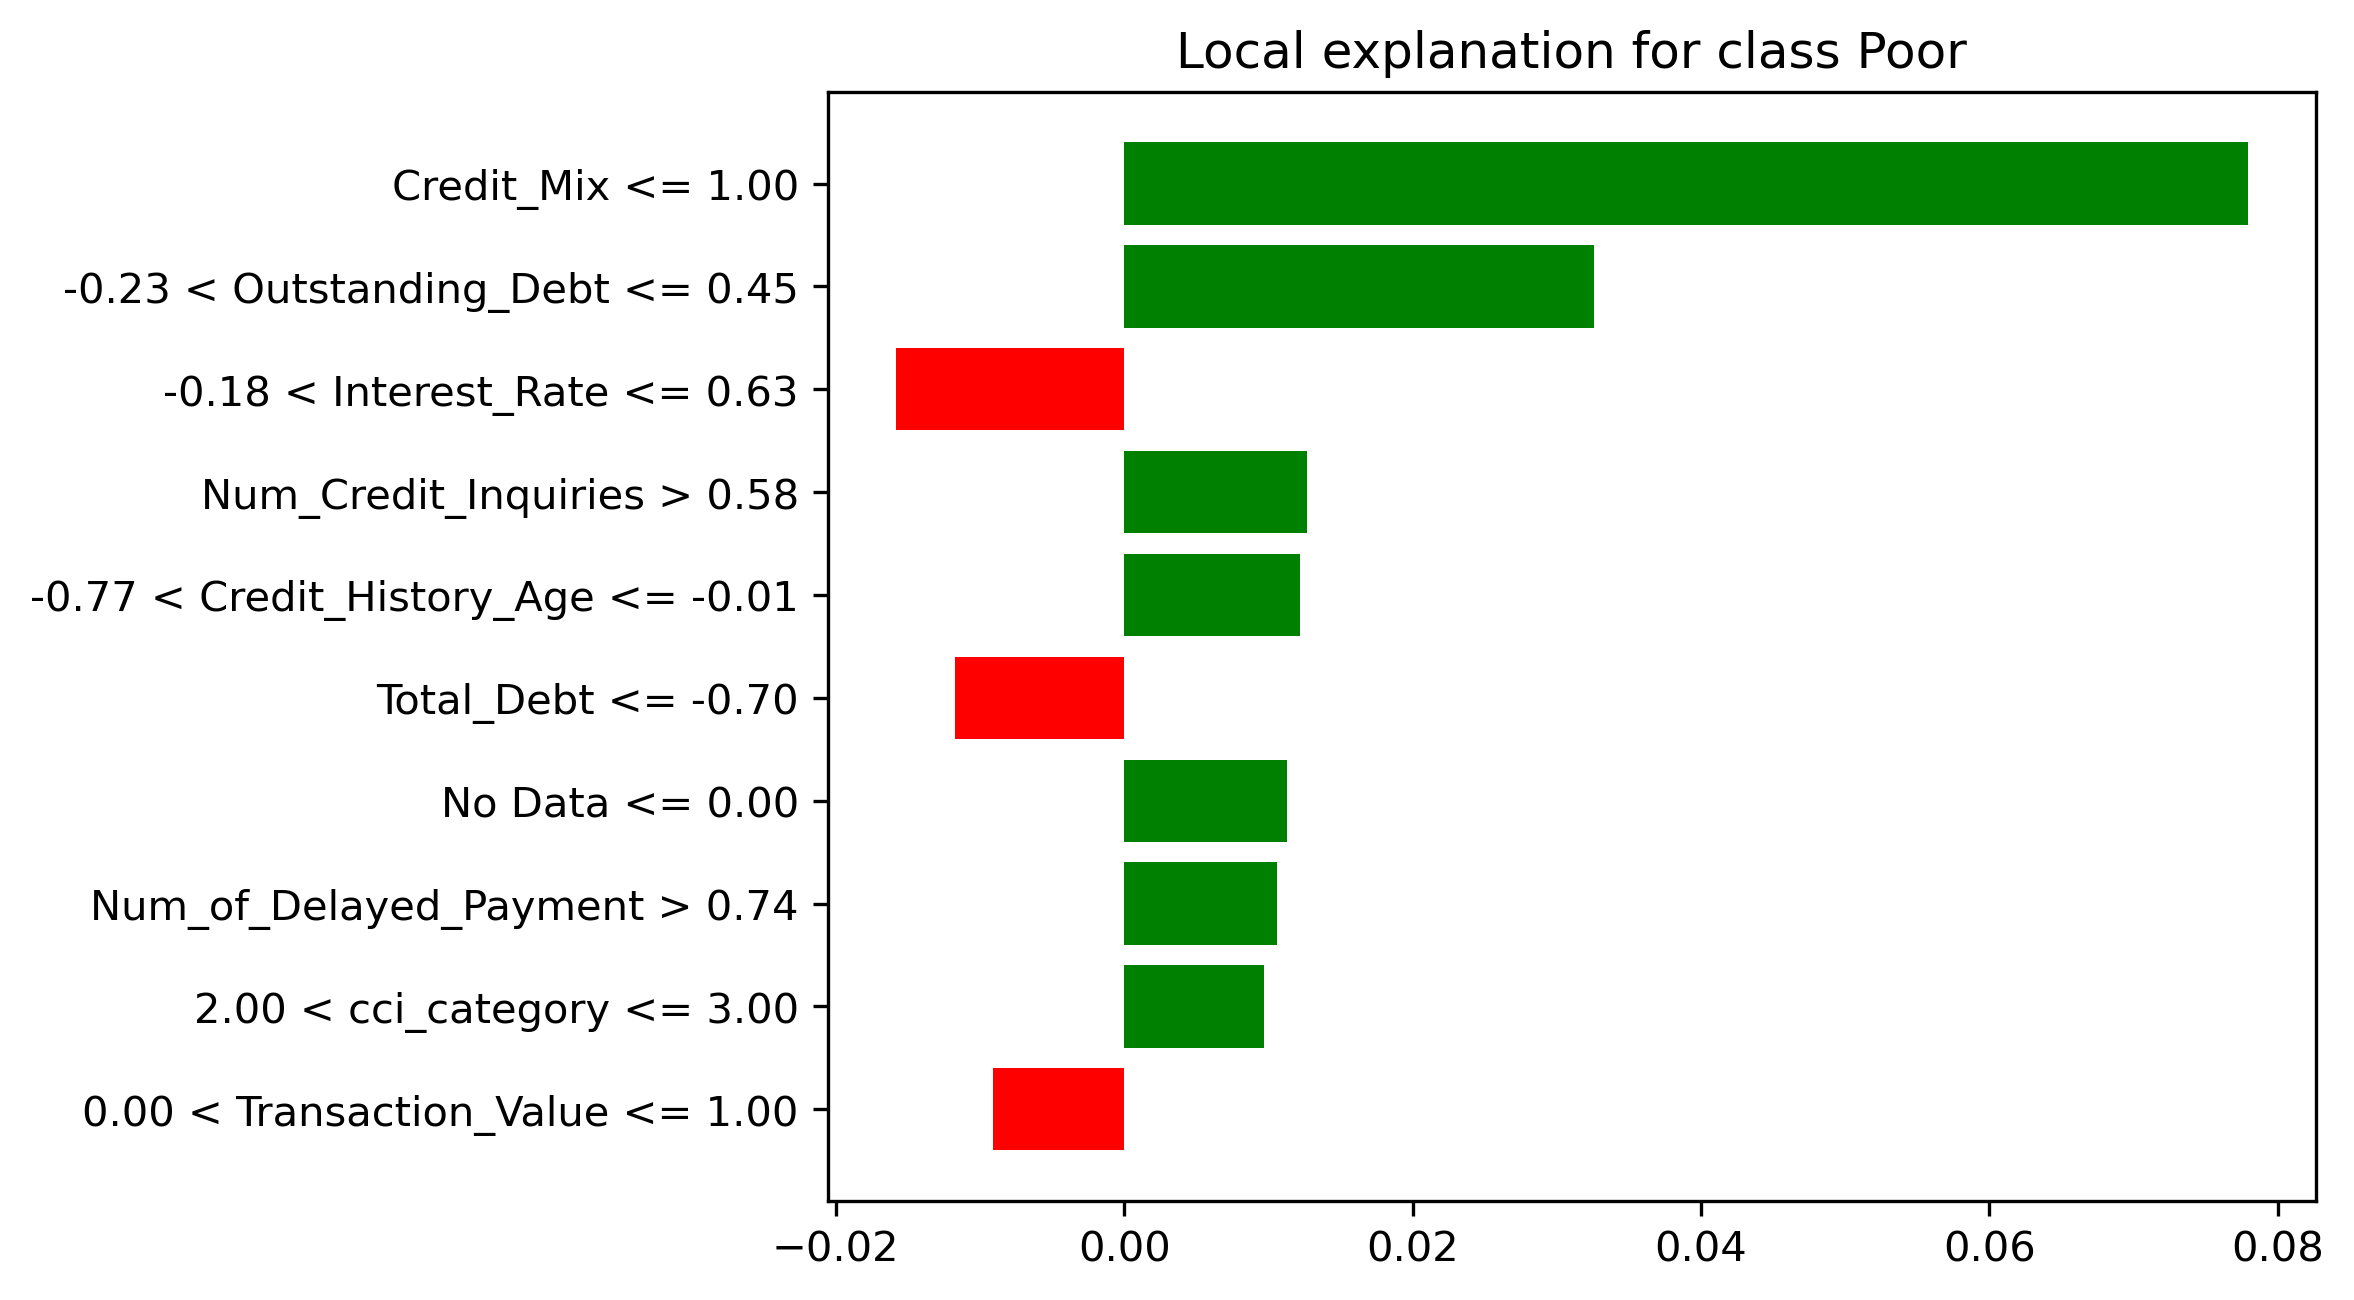 Local explanation for class Poor
Credit_Mix <= 1.00
-0.23 < Outstanding_Debt <= 0.45
-0.18 < Interest_Rate <= 0.63
Num_Credit_Inquiries > 0.58
-0.77 < Credit_History_Age <= -0.01
Total_Debt <= -0.70
No Data <= 0.00
Num_of_Delayed_Payment > 0.74
2.00 < cci_category <= 3.00
0.00 < Transaction_Value <= 1.00
−0.02 0.00 0.02 0.04 0.06 0.08